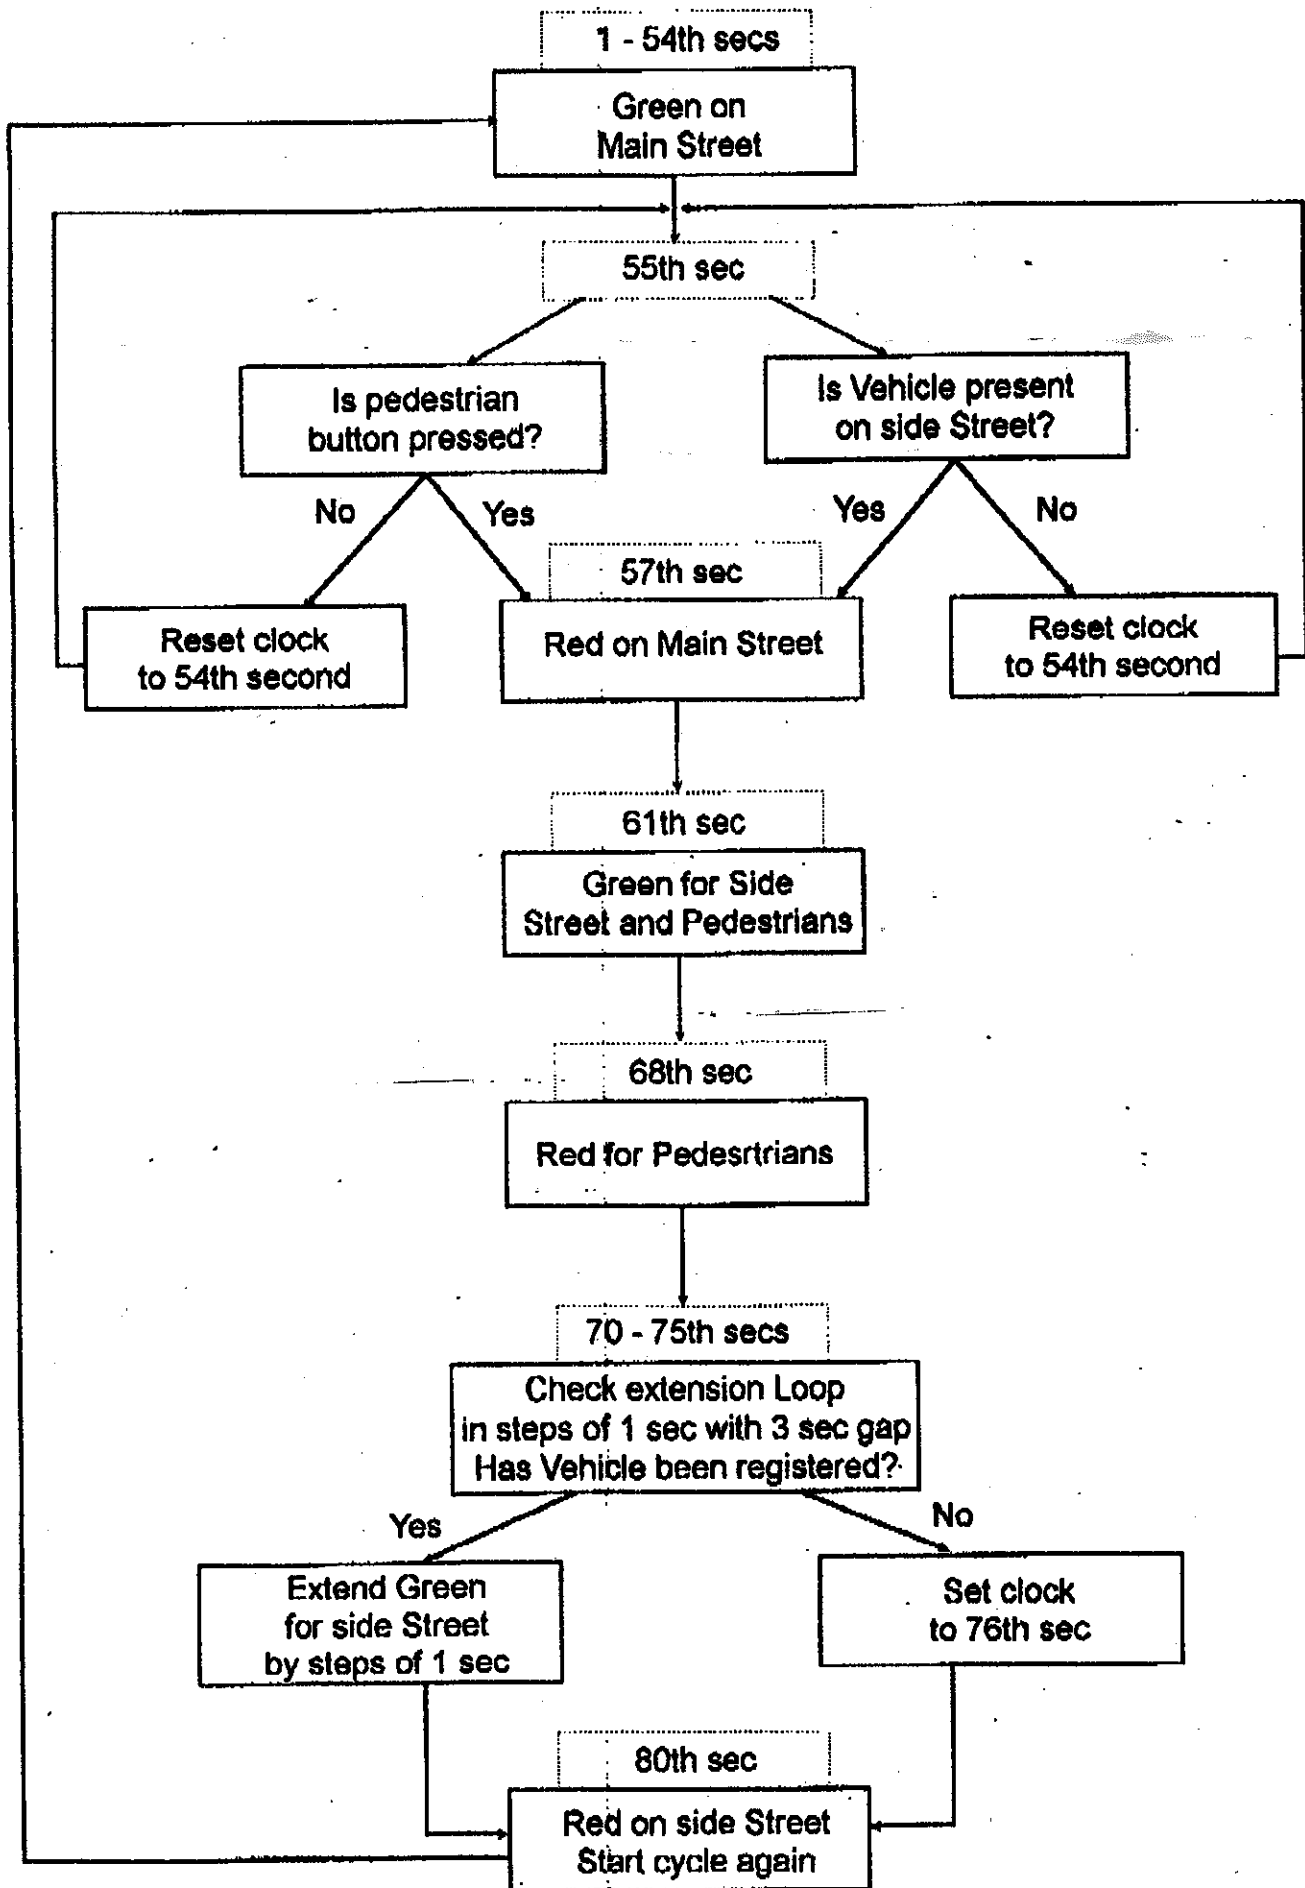 1 - 54th secs
Green on
Main Street
55th sec
Is pedestrian
button pressed?
Is Vehicle present
on side Street?
No
Yes
Yes
No
57th sec
Reset clock
to 54th second
Red on Main Street
Reset clock
to 54th second
61th sec
Green for Side
Street and Pedestrians
68th sec
Red for Pedesrtrians
70 - 75th secs
Check extension Loop
in steps of 1 sec with 3 sec gap
Has Vehicle been registered?
Yes
No
Extend Green
for side Street
by steps of 1 sec
Set clock
to 76th sec
80th sec
Red on side Street
Start cycle again